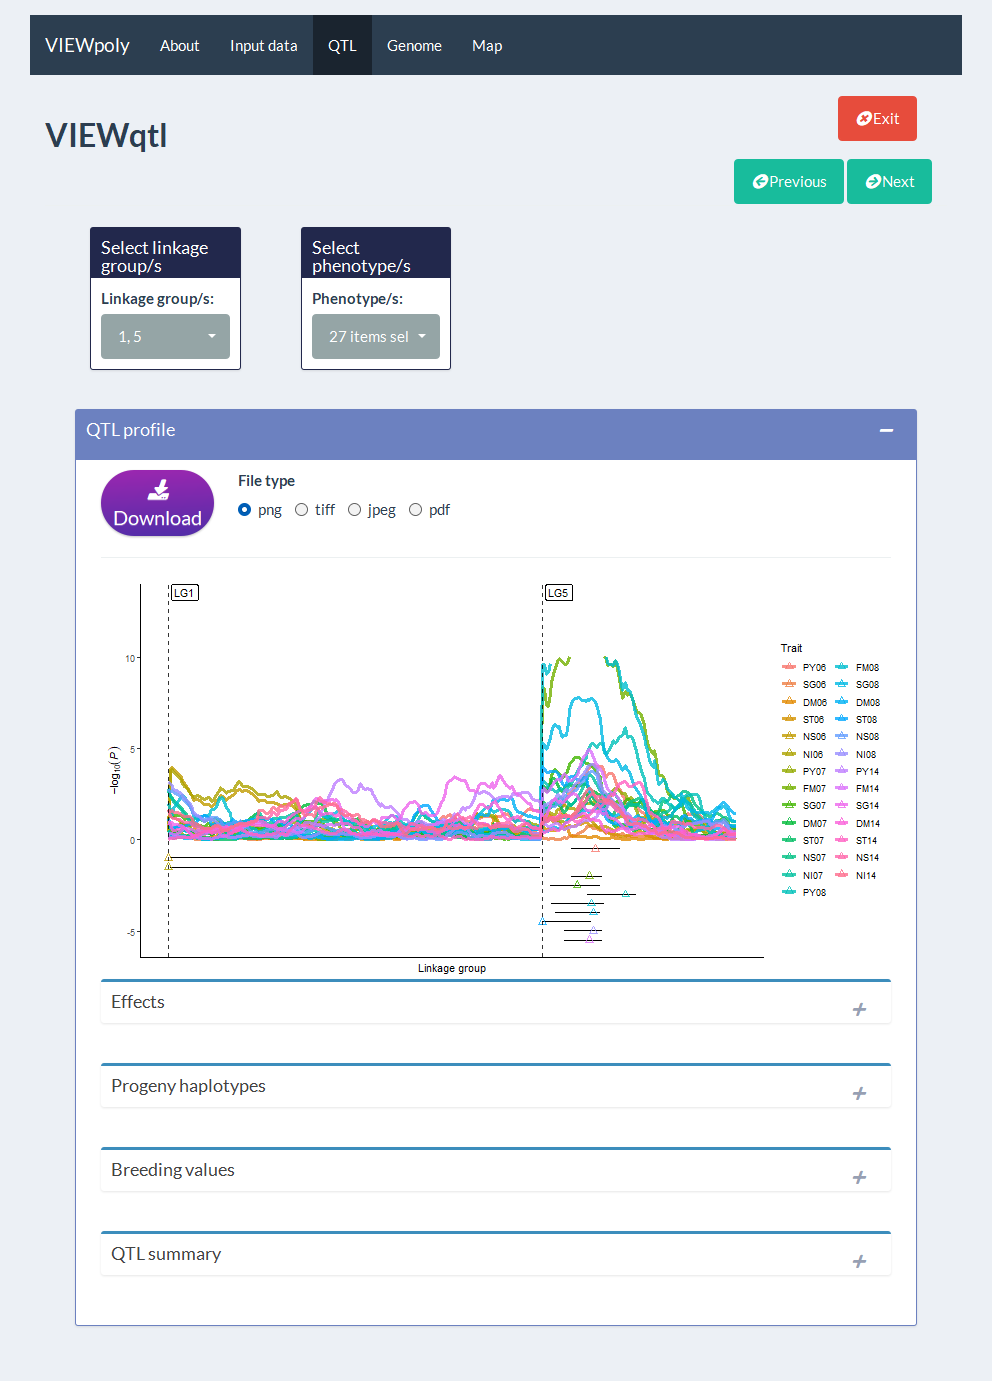 VIEWpoly About Input data QTL Genome Map
VIEWqtl
Exit
Previous Next
Select linkage
group/s
Linkage group/s:
1, 5
Select
phenotype/s
Phenotype/s:
27 items sel
QTL profile
Download
File type
png tiff jpeg pdf
LG1 LG5
10
5
0
-5
−log10(P)
Linkage group
Trait
PY06 FM08
SG06 SG08
DM06 DM08
ST06 ST08
NS06 NS08
NI06 NI08
PY07 PY14
FM07 FM14
SG07 SG14
DM07 DM14
ST07 ST14
NS07 NS14
NI07 NI14
PY08
Effects
Progeny haplotypes
Breeding values
QTL summary